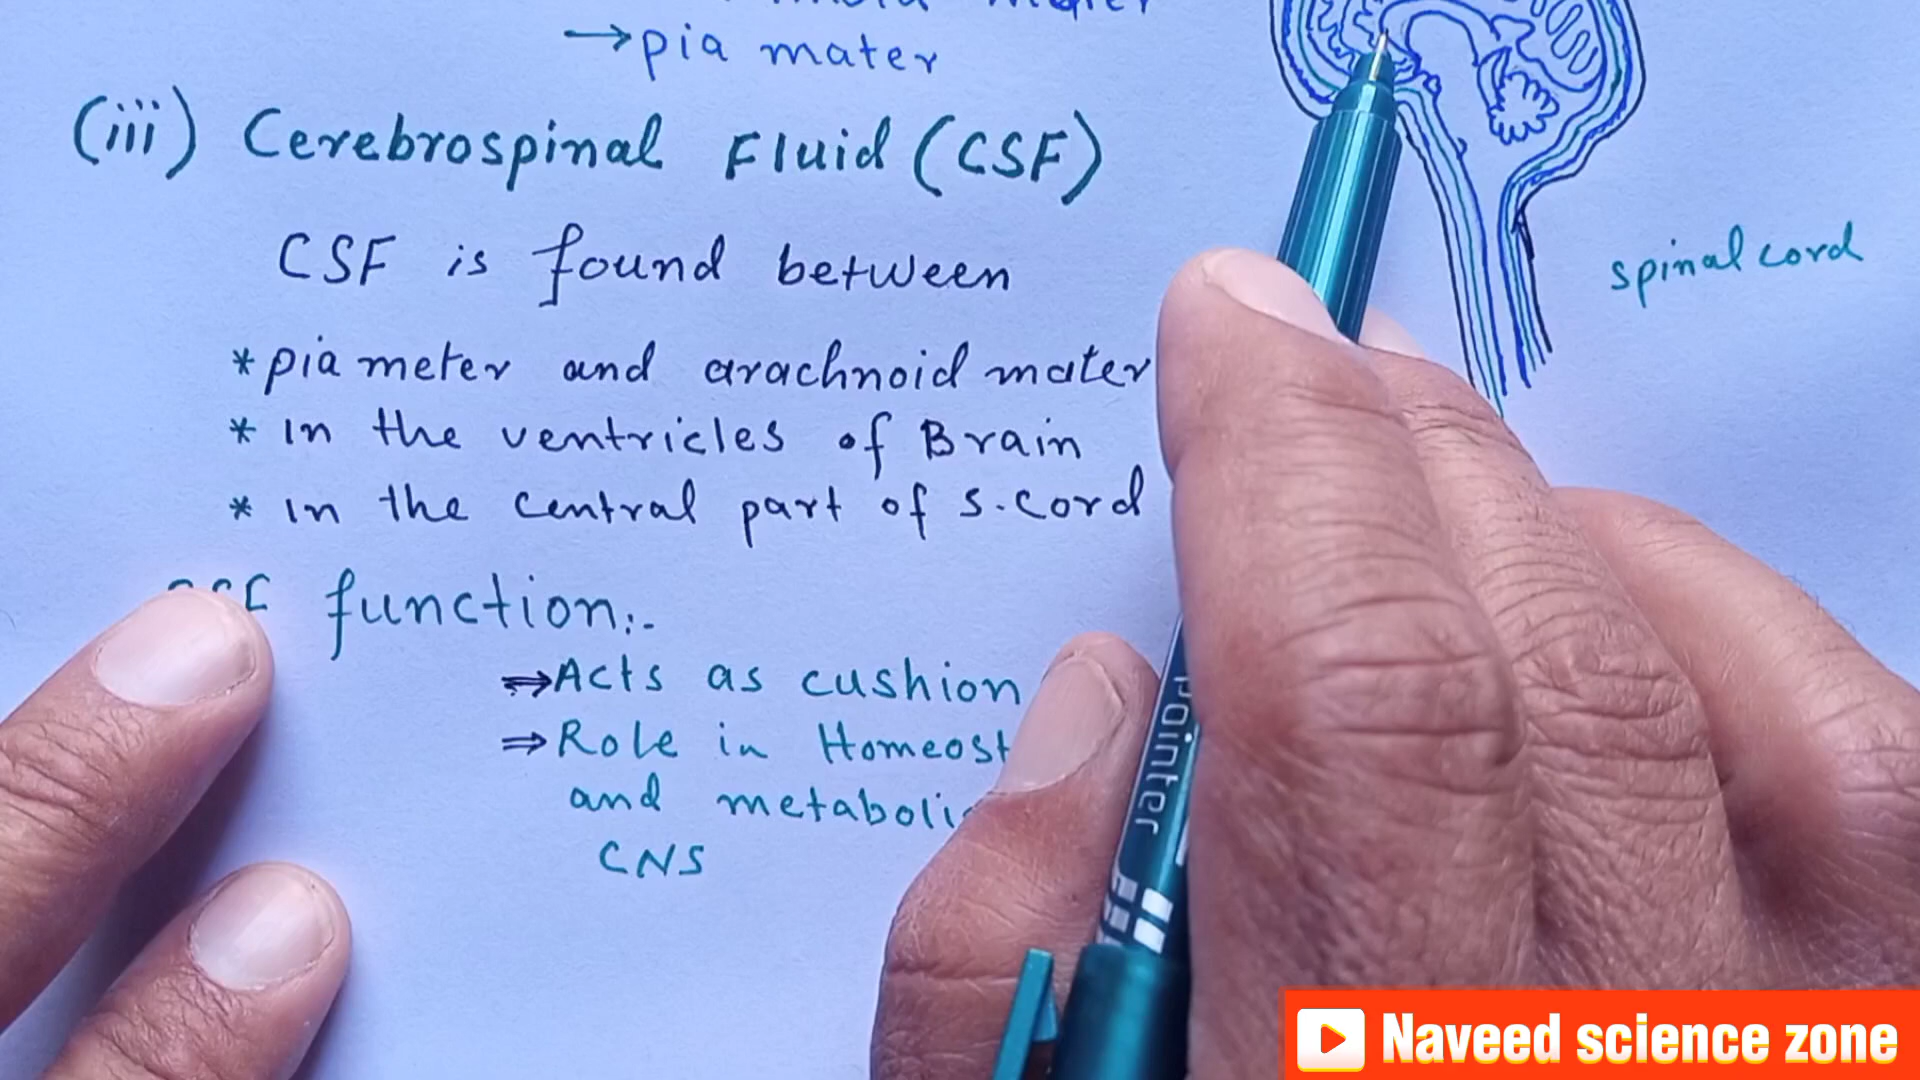 →pia mater
(iii) Cerebrospinal Fluid (CSF)
CSF is found between
* pia meter and arachnoid mater
* in the ventricles of Brain
* in the central part of s.cord
function:-
⇒Acts as cushion
⇒Role in Homeost
and metaboli
CNS
spinal cord
Pointer
Naveed science zone